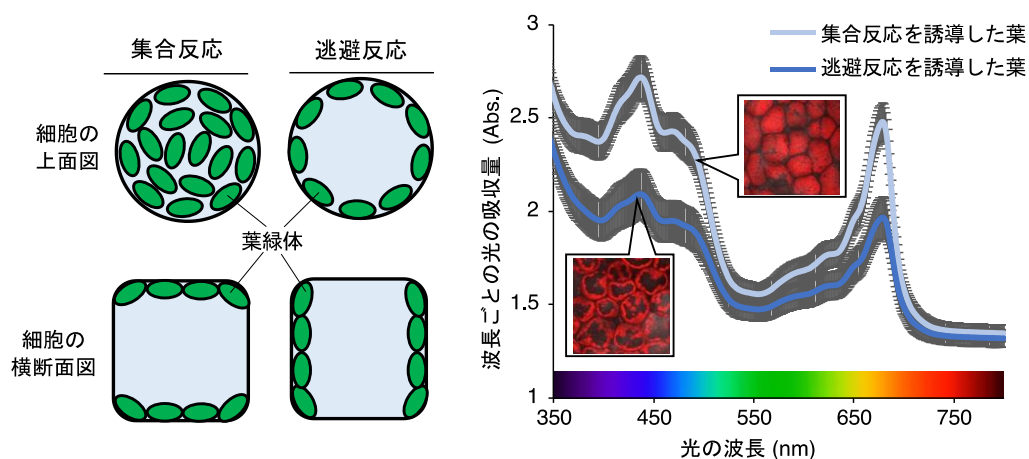 集合反応
逃避反応
細胞の
上面図
葉緑体
細胞の
横断面図
波長ごとの光の吸収量 (Abs.)
3
2.5
2
1.5
1
集合反応を誘導した葉
逃避反応を誘導した葉
350
450
550
650
750
光の波長 (nm)